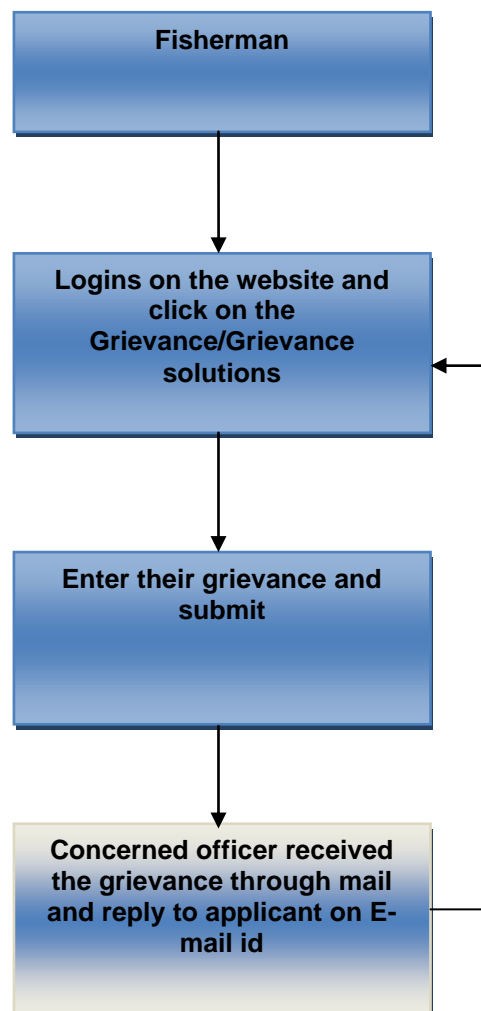 Fisherman
Logins on the website and
click on the
Grievance/Grievance
solutions
Enter their grievance and
submit
Concerned officer received
the grievance through mail
and reply to applicant on E-
mail id